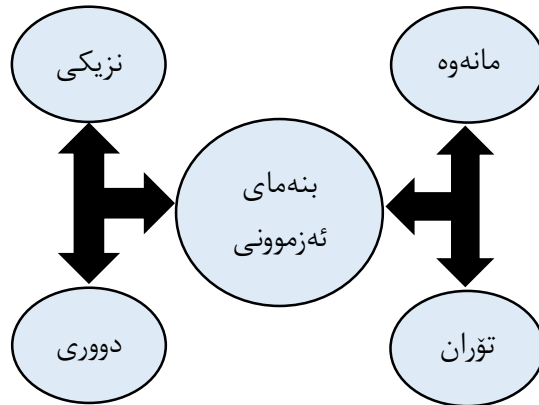 مانەوە
نزیکی
بنەمای
ئەزموونی
تۆران
دووری